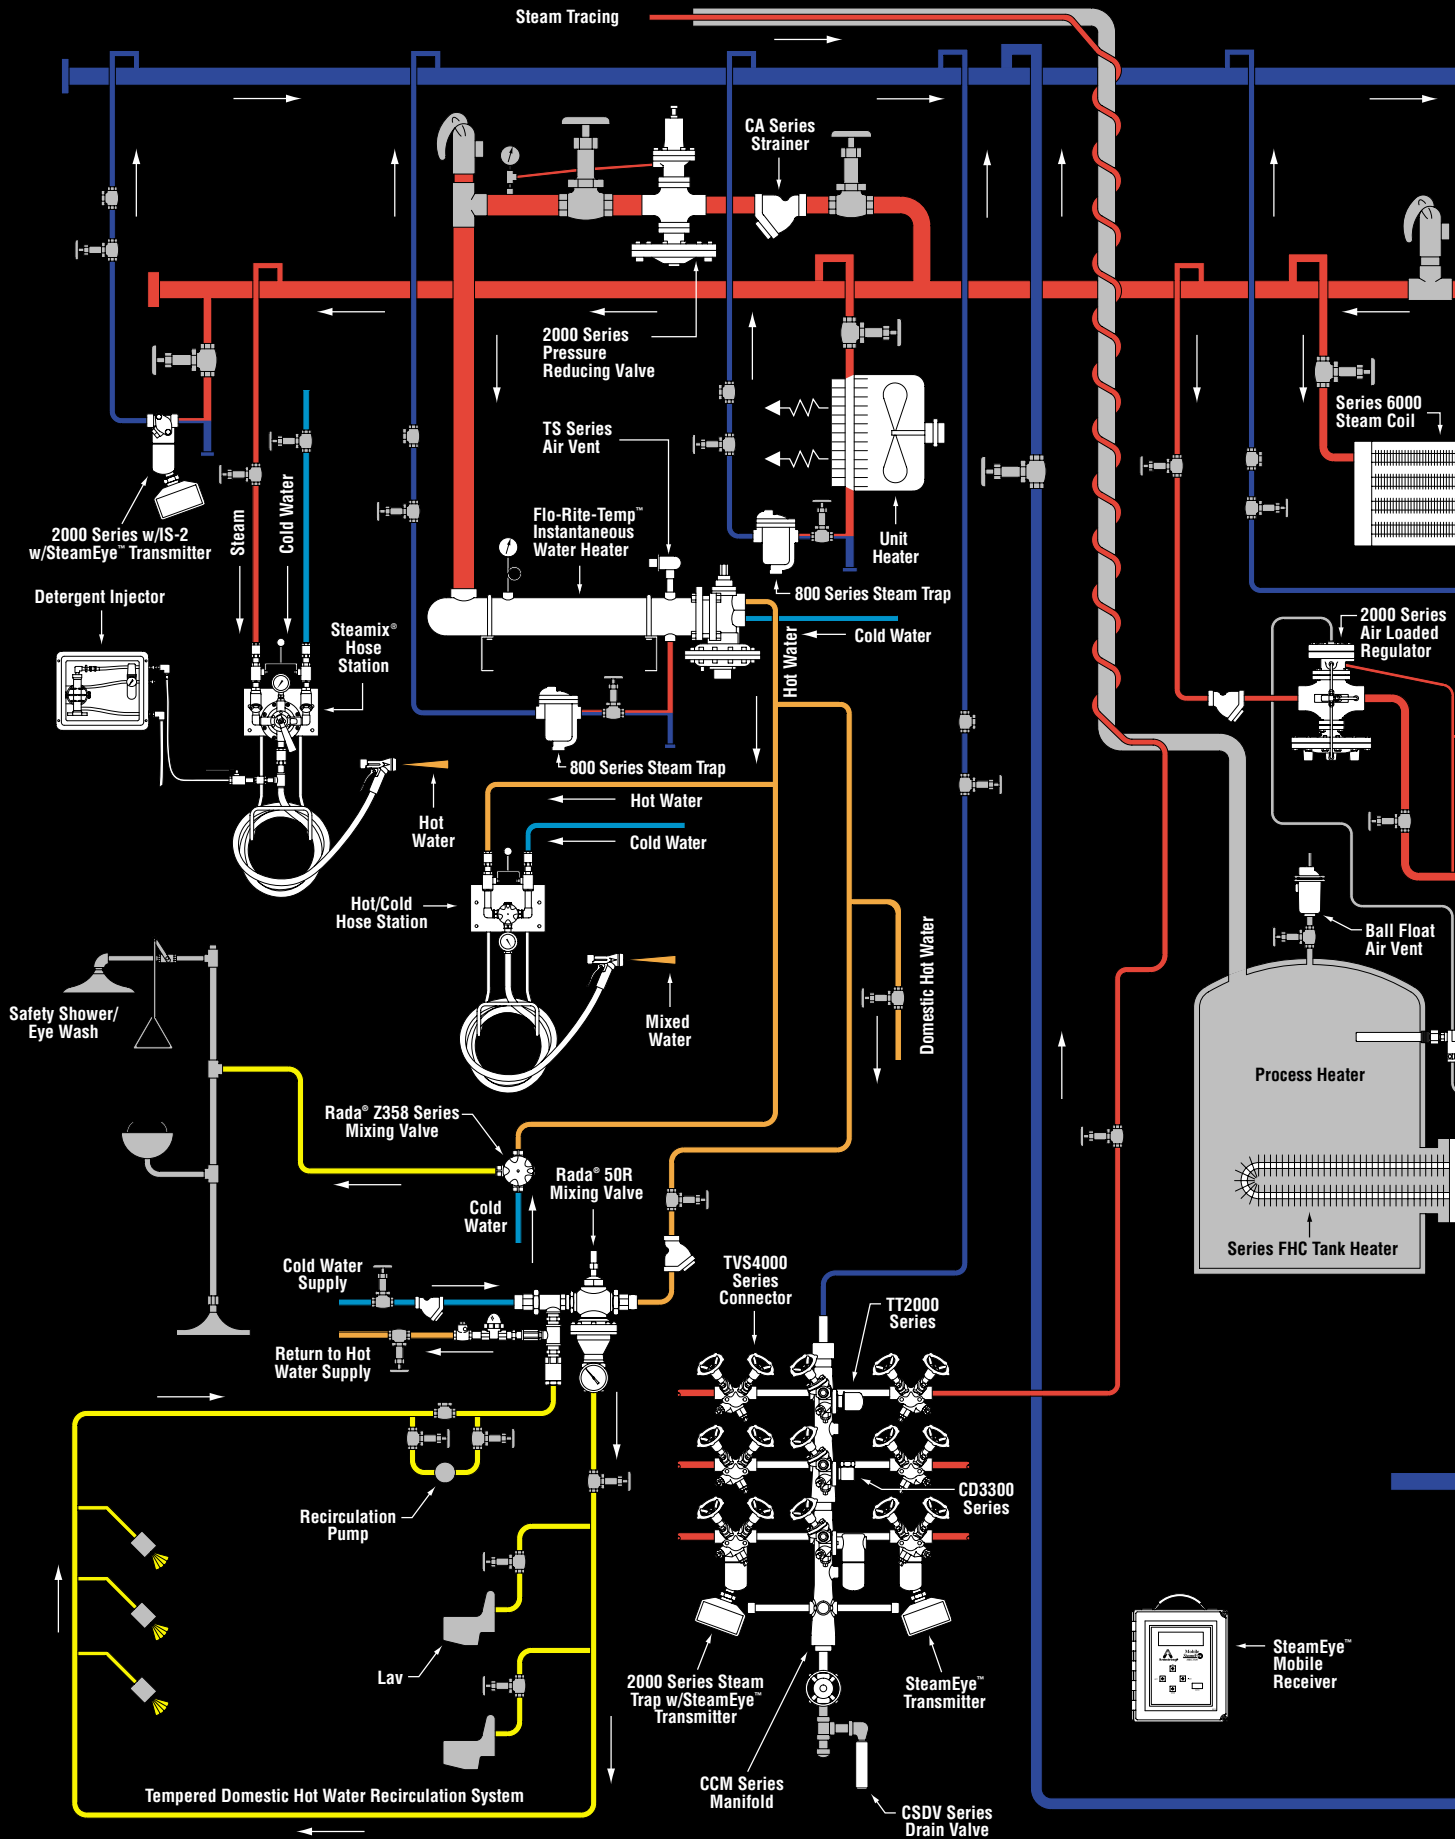 Steam Tracing
CA Series
Strainer
2000 Series
Pressure
Reducing Valve
TS Series
Air Vent
Series 6000
Steam Coil
2000 Series w/IS-2
w/SteamEye™ Transmitter
Steam
Cold Water
Flo-Rite-Temp™
Instantaneous
Water Heater
Unit
Heater
800 Series Steam Trap
Detergent Injector
Steamix®
Hose
Station
Cold Water
Hot Water
2000 Series
Air Loaded
Regulator
800 Series Steam Trap
Hot Water
Hot
Water
Cold Water
Hot/Cold
Hose Station
Domestic Hot Water
Ball Float
Air Vent
Safety Shower/
Eye Wash
Mixed
Water
Process Heater
Rada® Z358 Series
Mixing Valve
Rada® 50R
Mixing Valve
Cold
Water
Series FHC Tank Heater
Cold Water
Supply
TVS4000
Series
Connector
TT2000
Series
Return to Hot
Water Supply
CD3300
Series
Recirculation
Pump
Lav
2000 Series Steam
Trap w/SteamEye™
Transmitter
SteamEye™
Transmitter
SteamEye™
Mobile
Receiver
CCM Series
Manifold
CSDV Series
Drain Valve
Tempered Domestic Hot Water Recirculation System